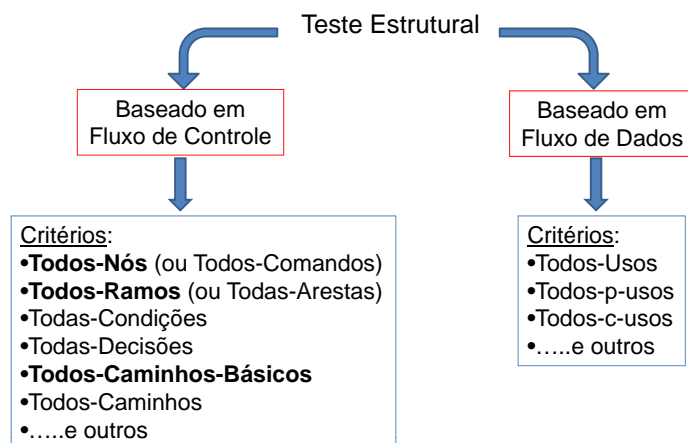 Teste Estrutural
Baseado em
Fluxo de Controle
Critérios:
•Todos-Nós (ou Todos-Comandos)
•Todos-Ramos (ou Todas-Arestas)
•Todas-Condições
•Todas-Decisões
•Todos-Caminhos-Básicos
•Todos-Caminhos
•…..e outros
Baseado em
Fluxo de Dados
Critérios:
•Todos-Usos
•Todos-p-usos
•Todos-c-usos
•…..e outros